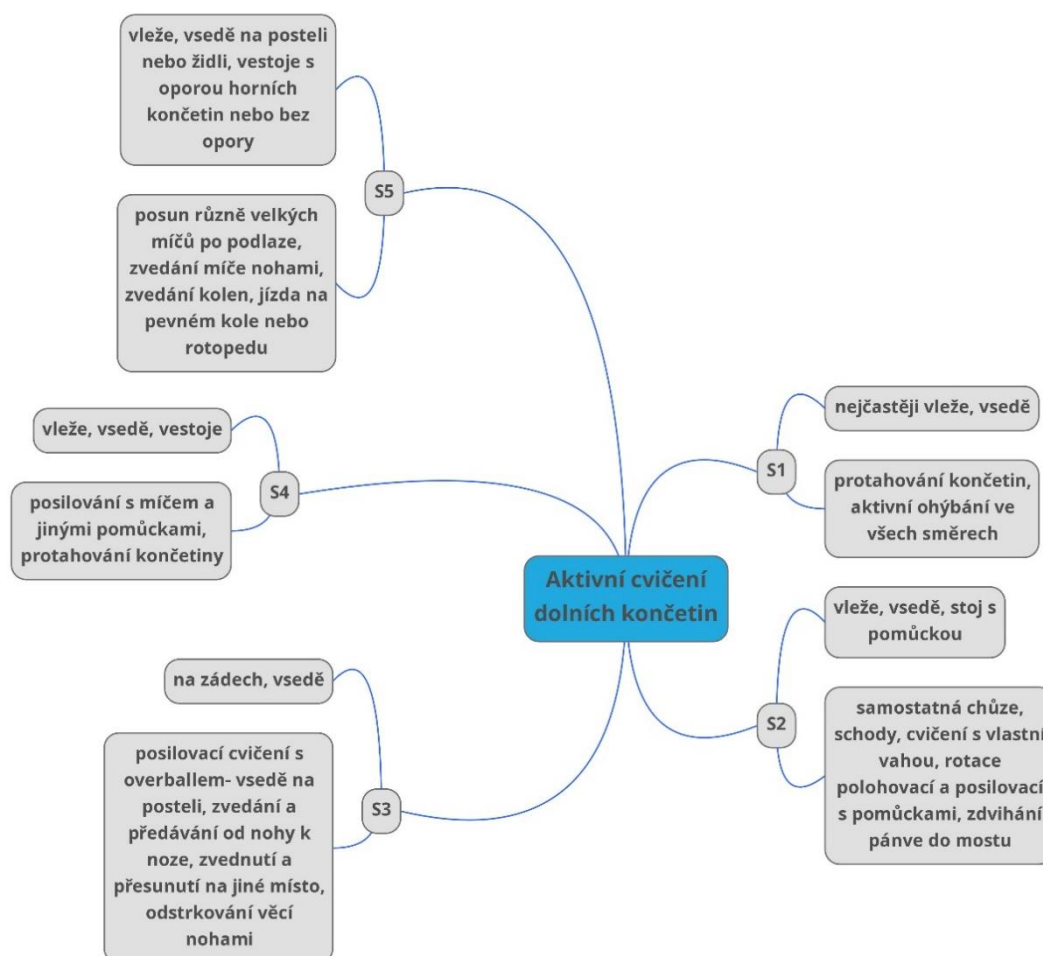 Aktivní cvičení
dolních končetin
S1
nejčastěji vleže, vsedě
protahování končetin,
aktivní ohýbání ve
všech směrech
S2
vleže, vsedě, stoj s
pomůckou
samostatná chůze,
schody, cvičení s vlastní
vahou, rotace
polohovací a posilovací
s pomůckami, zdvihání
pánve do mostu
S3
na zádech, vsedě
posilovací cvičení s
overballem- vsedě na
posteli, zvedání a
předávání od nohy k
noze, zvednutí a
přesunutí na jiné místo,
odstrkování věcí
nohami
S4
vleže, vsedě, vestoje
posilování s míčem a
jinými pomůckami,
protahování končetiny
S5
vleže, vsedě na posteli
nebo židli, vestoje s
oporou horních
končetin nebo bez
opory
posun různě velkých
míčů po podlaze,
zvedání míče nohami,
zvedání kolen, jízda na
pevném kole nebo
rotopedu